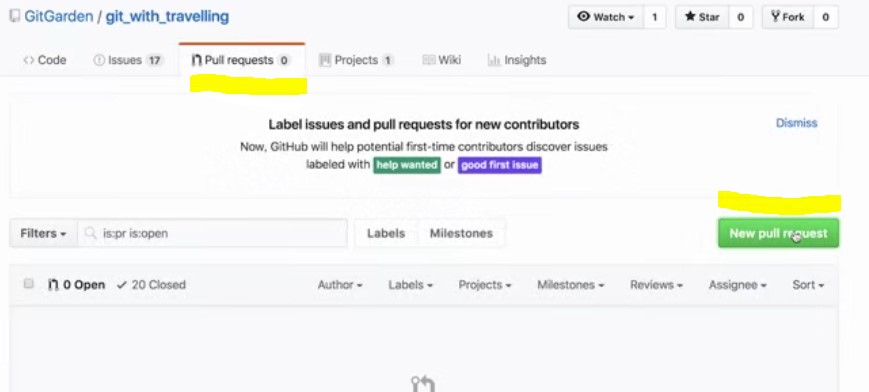 GitGarden / git_with_travelling
Watch 1 Star 0 Fork 0
Code Issues 17 Pull requests 0 Projects 1 Wiki Insights
Label issues and pull requests for new contributors Dismiss
Now, GitHub will help potential first-time contributors discover issues
labeled with help wanted or good first issue
Filters is:pr is:open Labels Milestones New pull request
0 Open 20 Closed Author Labels Projects Milestones Reviews Assignee Sort